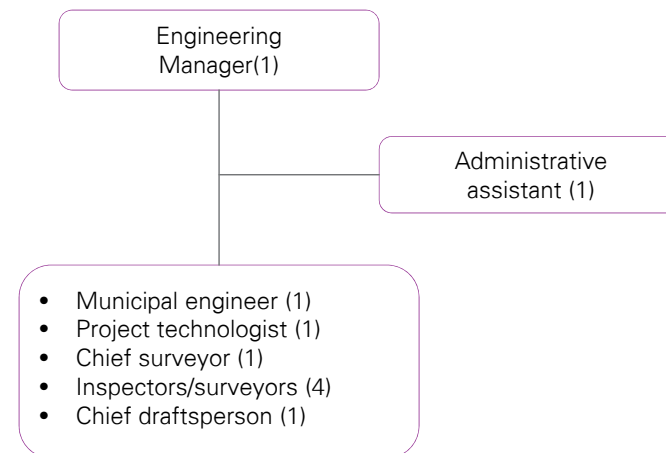 Engineering
Manager(1)
Administrative
assistant (1)
• Municipal engineer (1)
• Project technologist (1)
• Chief surveyor (1)
• Inspectors/surveyors (4)
• Chief draftsperson (1)